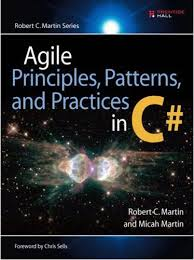 PRENTICE
HALL
Robert C. Martin Series
Agile
Principles, Patterns,
and Practices
in C#
Robert C. Martin
and Micah Martin
Foreword by Chris Sells